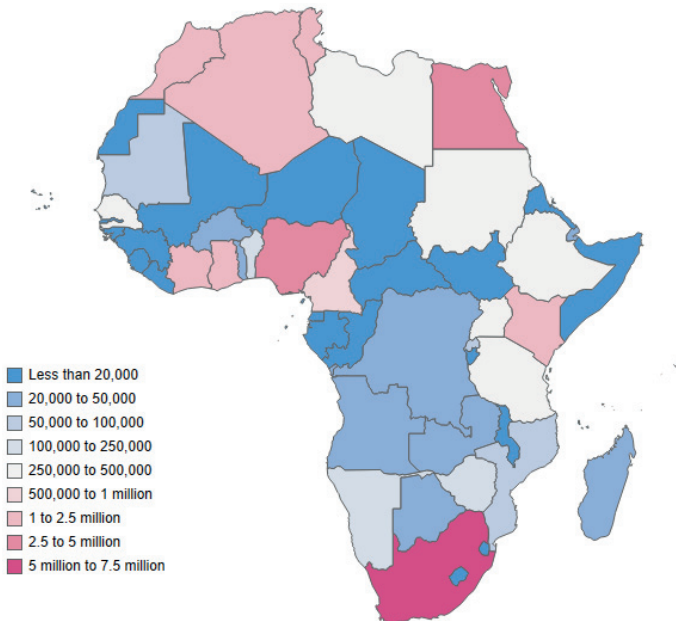 Less than 20,000
20,000 to 50,000
50,000 to 100,000
100,000 to 250,000
250,000 to 500,000
500,000 to 1 million
1 to 2.5 million
2.5 to 5 million
5 million to 7.5 million